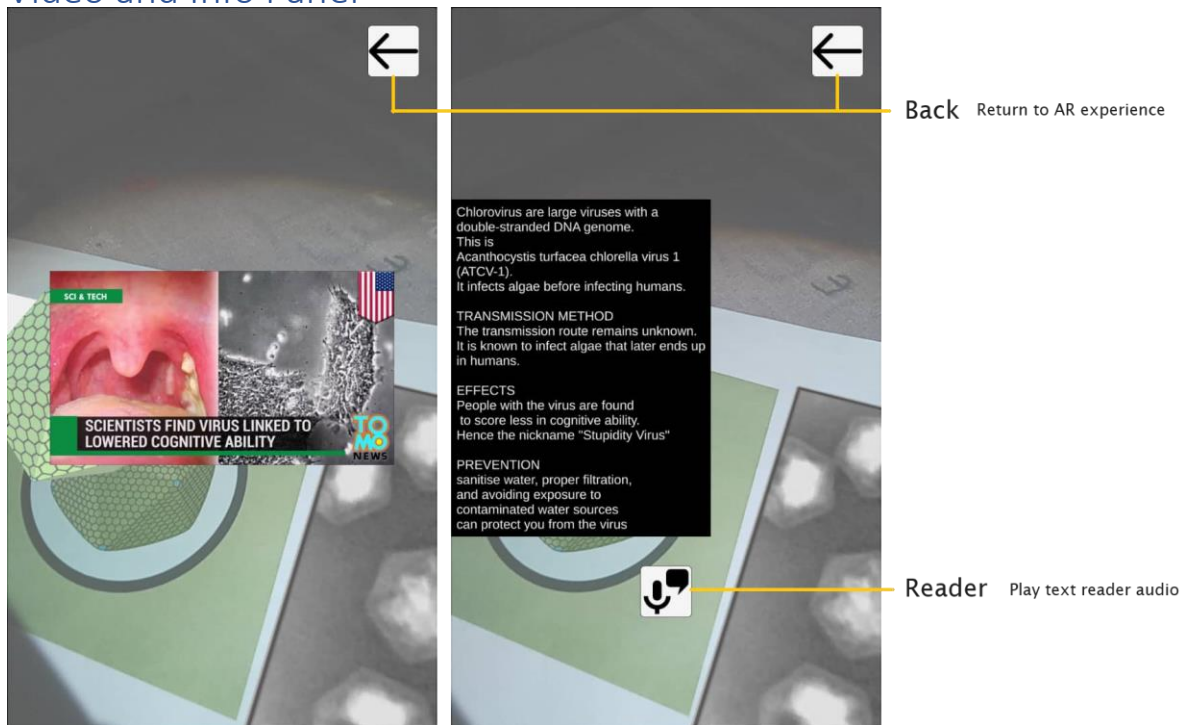 Video and Info Panel
Back Return to AR experience
SCI & TECH
SCIENTISTS FIND VIRUS LINKED TO
LOWERED COGNITIVE ABILITY
TOMO
NEWS
Chlorovirus are large viruses with a
double-stranded DNA genome.
This is
Acanthocystis turfacea chlorella virus 1
(ATCV-1).
It infects algae before infecting humans.
TRANSMISSION METHOD
The transmission route remains unknown.
It is known to infect algae that later ends up
in humans.
EFFECTS
People with the virus are found
to score less in cognitive ability.
Hence the nickname "Stupidity Virus"
PREVENTION
sanitise water, proper filtration,
and avoiding exposure to
contaminated water sources
can protect you from the virus
Reader Play text reader audio